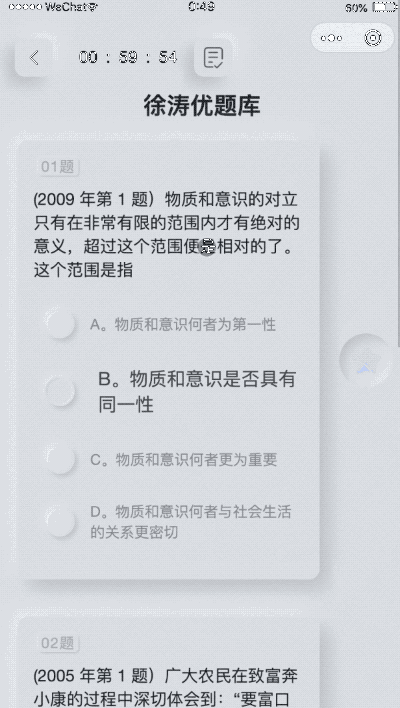 WeChat
0:49
50%
00 : 59 : 54
徐涛优题库
01题
(2009 年第 1 题）物质和意识的对立
只有在非常有限的范围内才有绝对的
意义，超过这个范围便是相对的了。
这个范围是指
A。物质和意识何者为第一性
B。物质和意识是否具有
同一性
C。物质和意识何者更为重要
D。物质和意识何者与社会生活
的关系更密切
02题
(2005 年第 1 题）广大农民在致富奔
小康的过程中深切体会到：“要富口